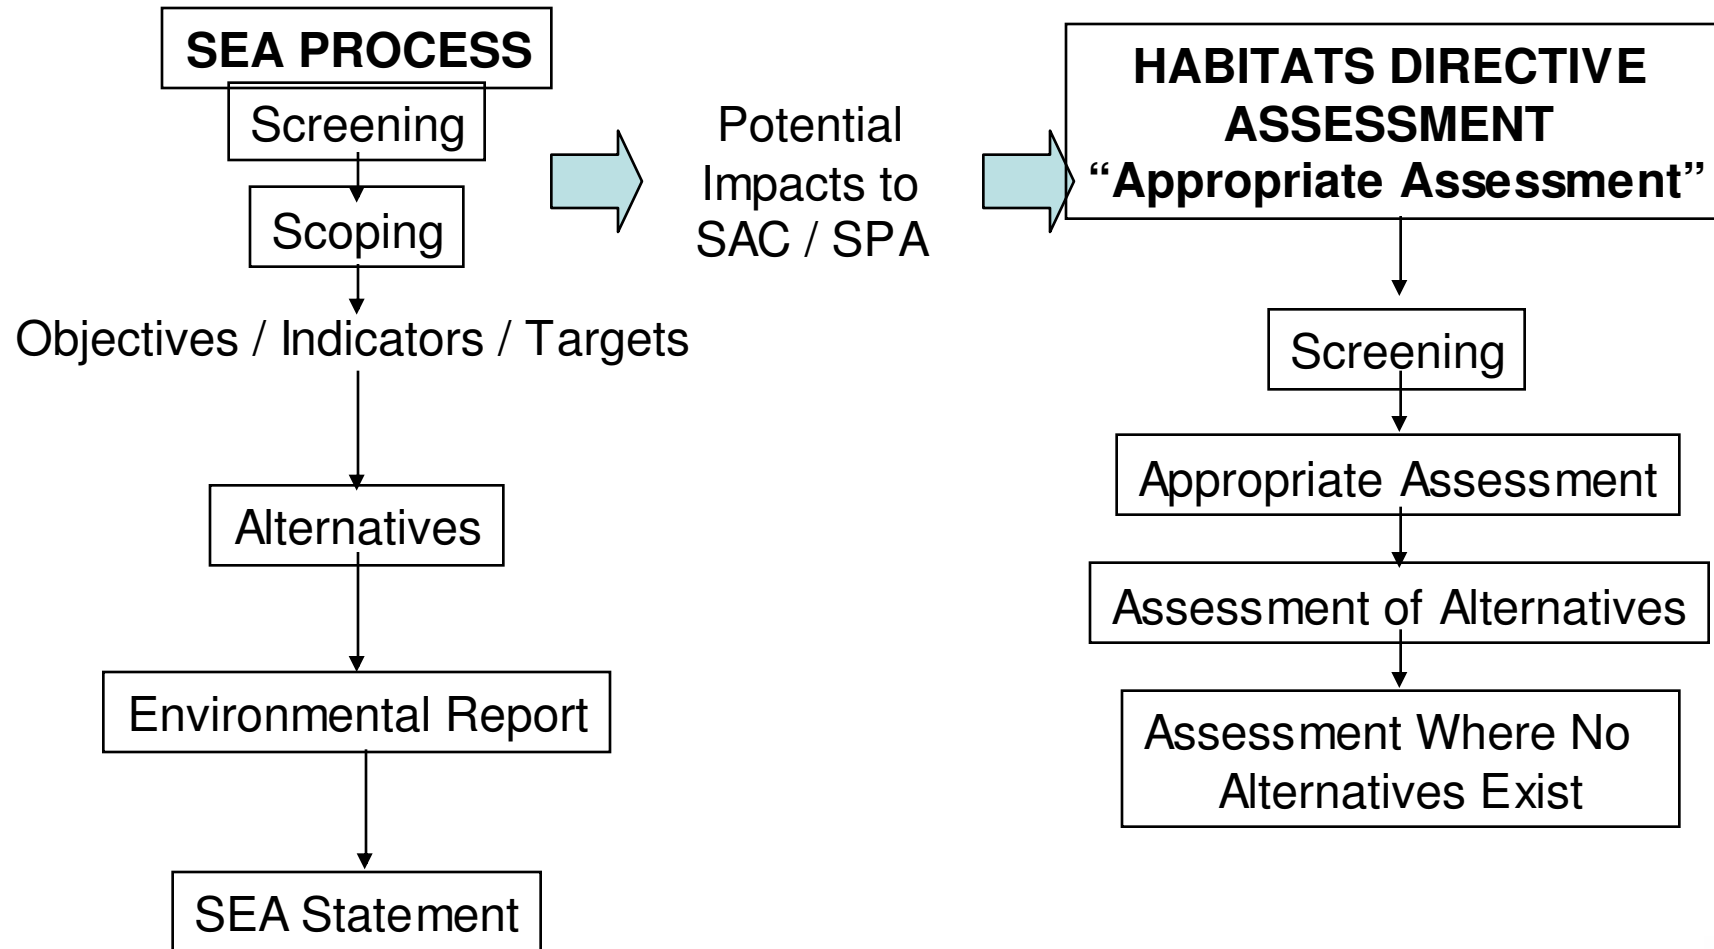 SEA PROCESS
Screening
Scoping
Objectives / Indicators / Targets
Alternatives
Environmental Report
SEA Statement
Potential
Impacts to
SAC / SPA
HABITATS DIRECTIVE
ASSESSMENT
“Appropriate Assessment”
Screening
Appropriate Assessment
Assessment of Alternatives
Assessment Where No
Alternatives Exist